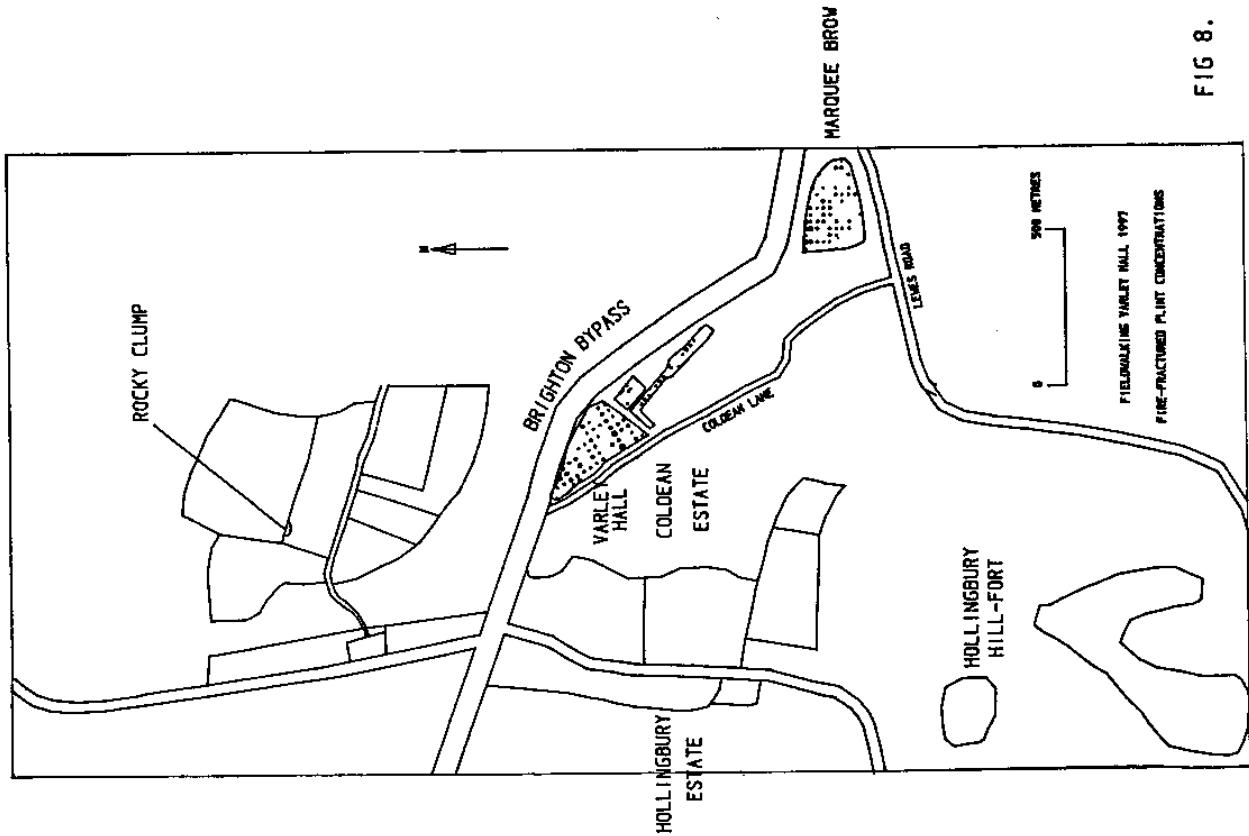 ROCKY CLUMP
N
BRIGHTON BYPASS
MARQUEE BROW
VARLEY
HALL
COLDEAN
ESTATE
COLDEAN LANE
LEWES ROAD
HOLLINGBURY
ESTATE
HOLLINGBURY
HILL-FORT
0
500 METRES
FIELDWALKING VARLEY HALL 1997
FIRE-FRACTURED FLINT CONCENTRATIONS
FIG 8.